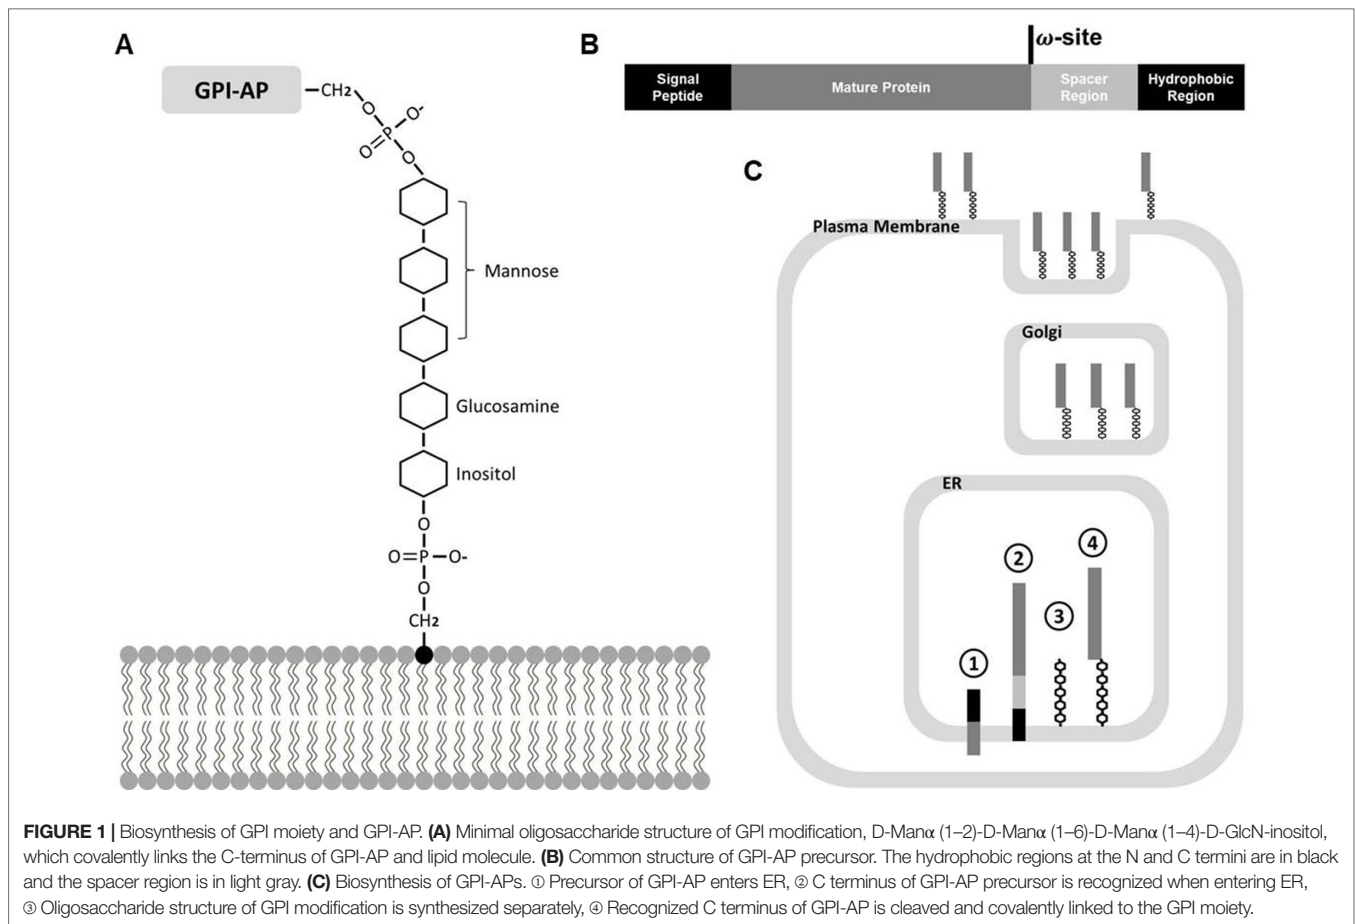 A
GPI-AP
CH2
O
O-
P
O
O
Mannose
Glucosamine
Inositol
O
O=P–O-
O
CH2
B
ω-site
Signal Peptide
Mature Protein
Spacer Region
Hydrophobic Region
C
Plasma Membrane
Golgi
ER
①
②
③
④
FIGURE 1 | Biosynthesis of GPI moiety and GPI-AP. (A) Minimal oligosaccharide structure of GPI modification, D-Manα (1–2)-D-Manα (1–6)-D-Manα (1–4)-D-GlcN-inositol,
which covalently links the C-terminus of GPI-AP and lipid molecule. (B) Common structure of GPI-AP precursor. The hydrophobic regions at the N and C termini are in black
and the spacer region is in light gray. (C) Biosynthesis of GPI-APs. ① Precursor of GPI-AP enters ER, ② C terminus of GPI-AP precursor is recognized when entering ER,
③ Oligosaccharide structure of GPI modification is synthesized separately, ④ Recognized C terminus of GPI-AP is cleaved and covalently linked to the GPI moiety.